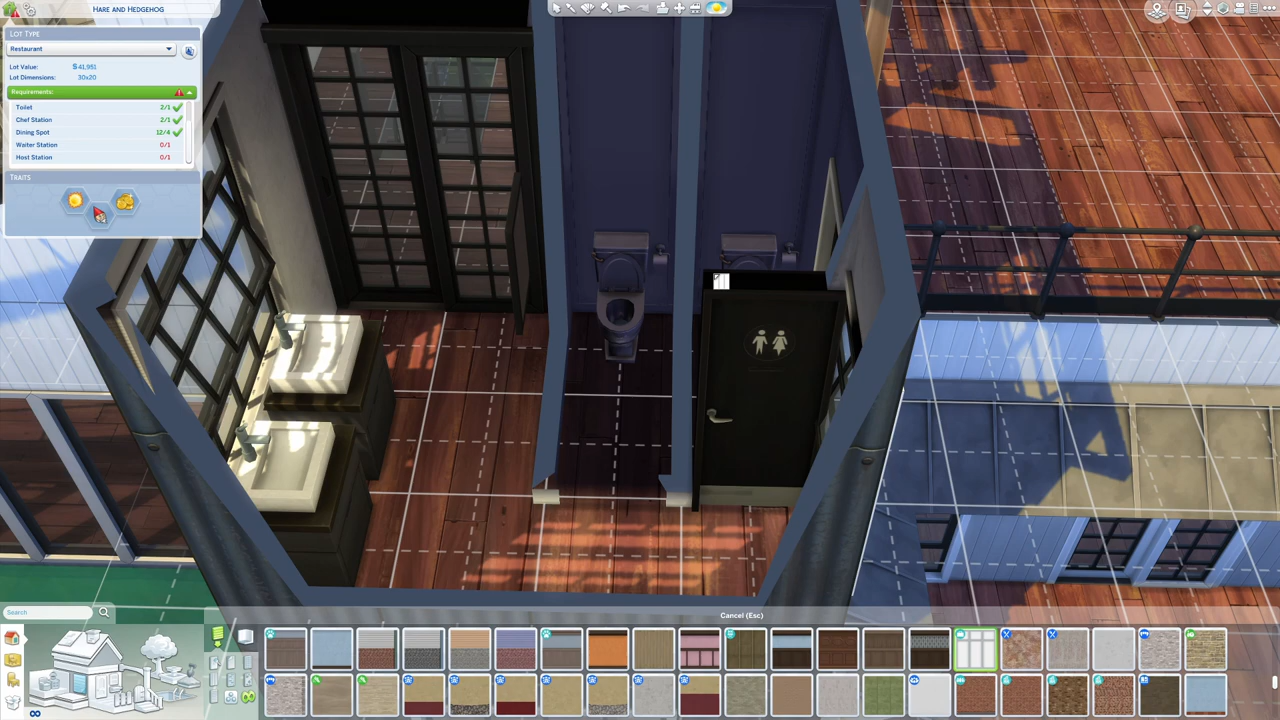 HARE AND HEDGEHOG
LOT TYPE
Restaurant
Lot Value: $41,951
Lot Dimensions: 30x20
Requirements:
Toilet 2/1
Chef Station 2/1
Dining Spot 12/4
Waiter Station 0/1
Host Station 0/1
TRAITS
Cancel (Esc)
Search